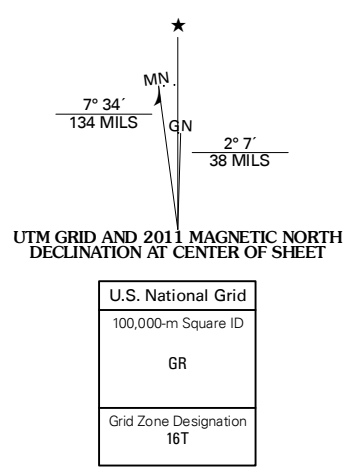 ★
MN
7° 34´
134 MILS
GN
2° 7´
38 MILS
UTM GRID AND 2011 MAGNETIC NORTH
DECLINATION AT CENTER OF SHEET
U.S. National Grid
100,000-m Square ID
GR
Grid Zone Designation
16T